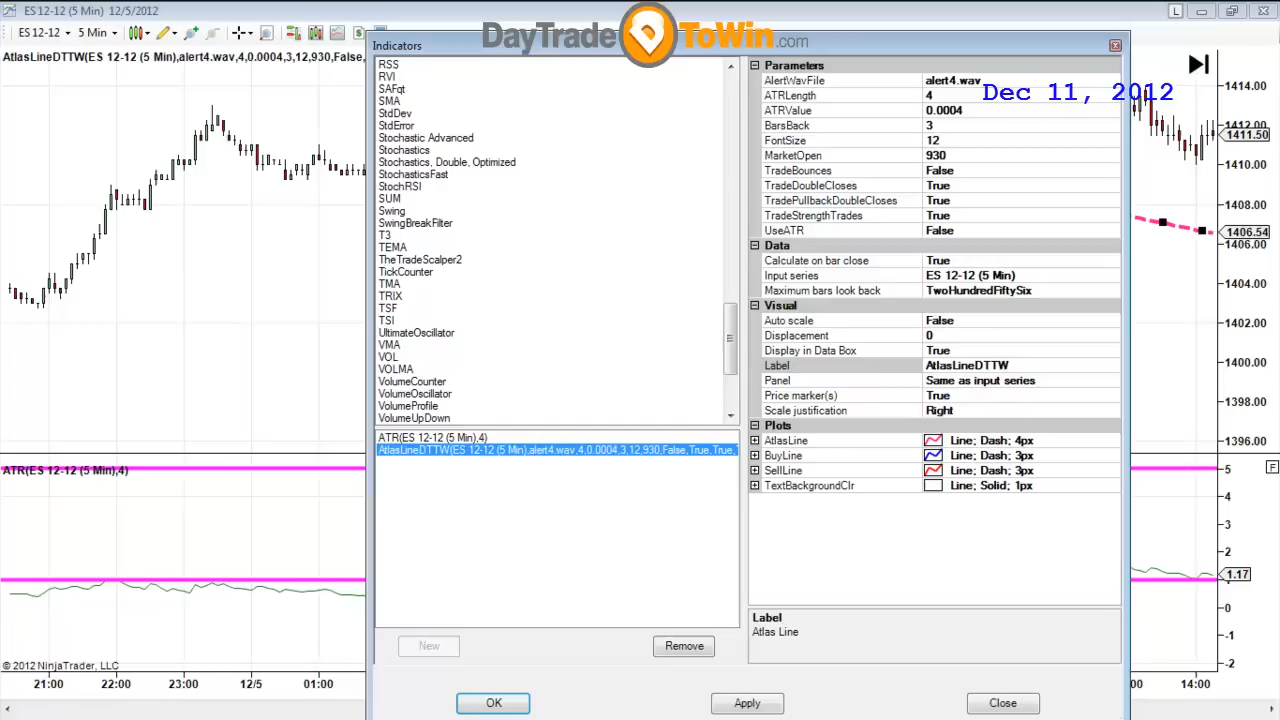 ES 12-12 (5 Min) 12/5/2012
L
ES 12-12
5 Min
DayTradeToWin.com
AtlasLineDTTW(ES 12-12 (5 Min),alert4.wav,4,0.0004,3,12,930,False,
Indicators
RSS
RVI
SAFqt
SMA
StdDev
StdError
Stochastic Advanced
Stochastics
Stochastics, Double, Optimized
StochasticsFast
StochRSI
SUM
Swing
SwingBreakFilter
T3
TEMA
TheTradeScalper2
TickCounter
TMA
TRIX
TSF
TSI
UltimateOscillator
VMA
VOL
VOLMA
VolumeCounter
VolumeOscillator
VolumeProfile
VolumeUpDown
ATR(ES 12-12 (5 Min),4)
AtlasLineDTTW(ES 12-12 (5 Min),alert4.wav,4,0.0004,3,12,930,False,True,True,
New
Remove
Parameters
AlertWavFile alert4.wav
ATRLength 4
ATRValue 0.0004
BarsBack 3
FontSize 12
MarketOpen 930
TradeBounces False
TradeDoubleCloses True
TradePullbackDoubleCloses True
TradeStrengthTrades True
UseATR False
Data
Calculate on bar close True
Input series ES 12-12 (5 Min)
Maximum bars look back TwoHundredFiftySix
Visual
Auto scale False
Displacement 0
Display in Data Box True
Label AtlasLineDTTW
Panel Same as input series
Price marker(s) True
Scale justification Right
Plots
AtlasLine Line; Dash; 4px
BuyLine Line; Dash; 3px
SellLine Line; Dash; 3px
TextBackgroundClr Line; Solid; 1px
Label
Atlas Line
OK
Apply
Close
Dec 11, 2012
1414.00
1412.00
1411.50
1410.00
1408.00
1406.54
1406.00
1404.00
1402.00
1400.00
1398.00
1396.00
ATR(ES 12-12 (5 Min),4)
F
5
4
3
2
1.17
0
-1
-2
© 2012 NinjaTrader, LLC
21:00
22:00
23:00
12/5
01:00
14:00